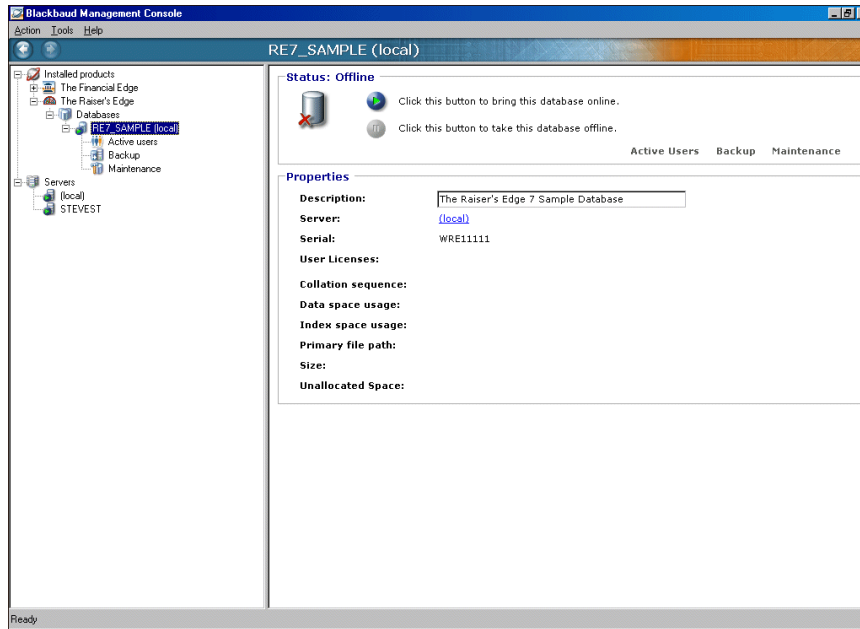 Blackbaud Management Console
Action Tools Help
RE7_SAMPLE (local)
Installed products
The Financial Edge
The Raiser's Edge
Databases
RE7_SAMPLE (local)
Active users
Backup
Maintenance
Servers
(local)
STEVEST
Status: Offline
Click this button to bring this database online.
Click this button to take this database offline.
Active Users Backup Maintenance
Properties
Description: The Raiser's Edge 7 Sample Database
Server: (local)
Serial: WRE11111
User Licenses:
Collation sequence:
Data space usage:
Index space usage:
Primary file path:
Size:
Unallocated Space:
Ready